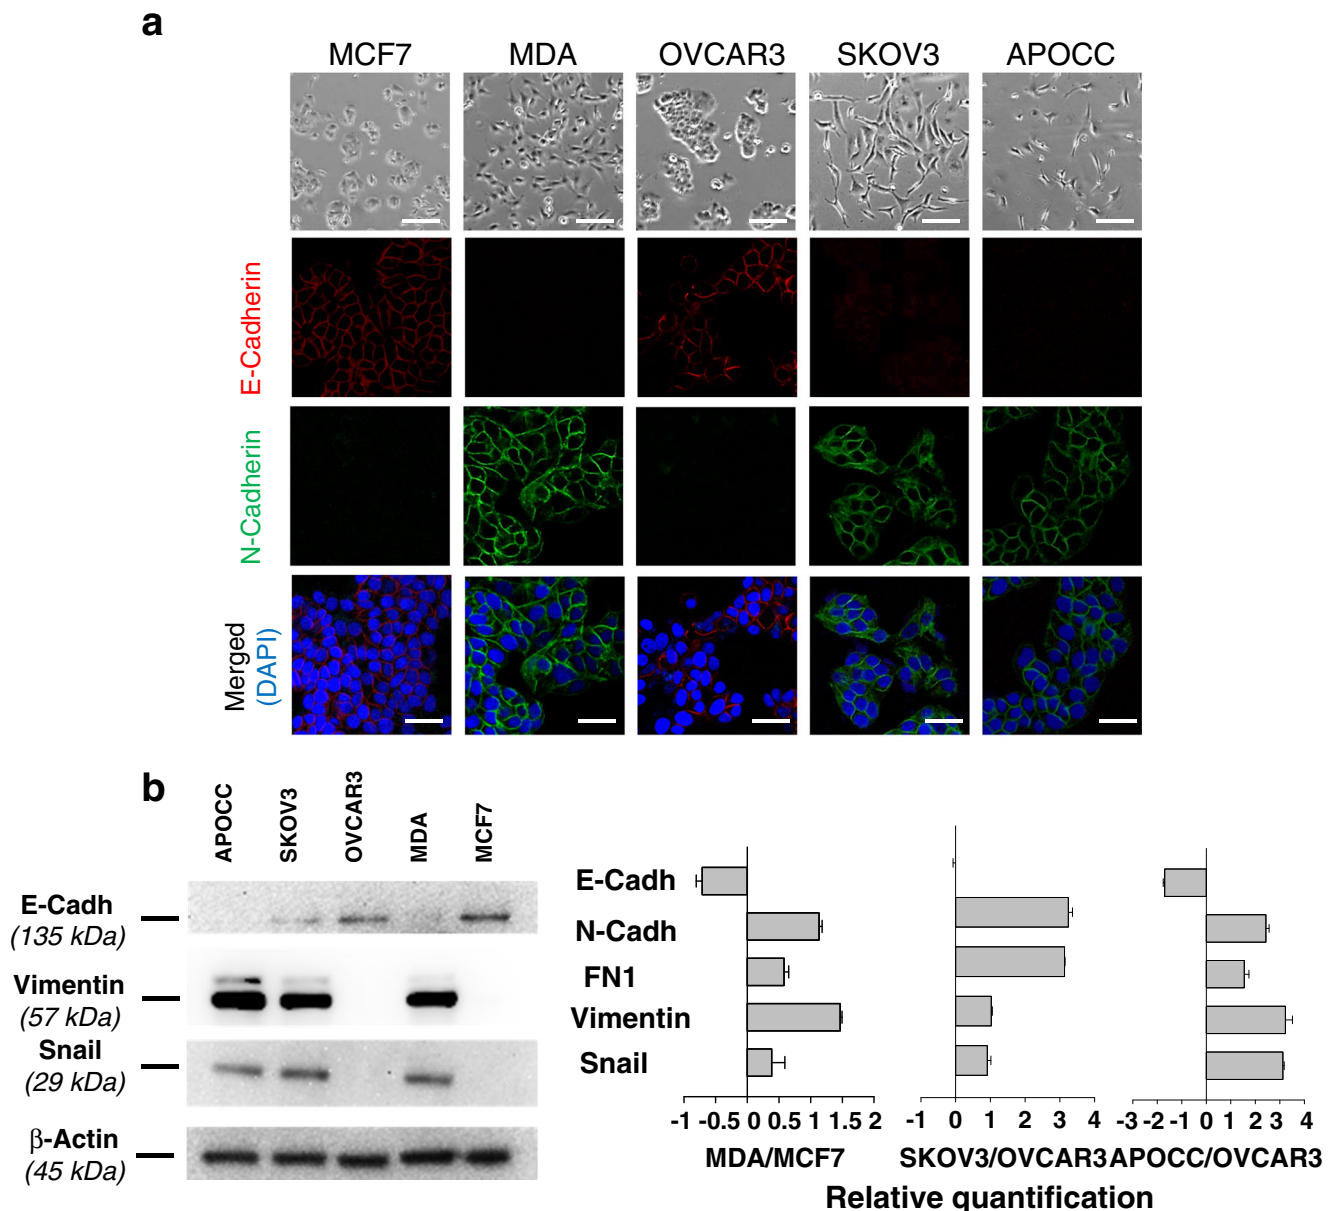 a
MCF7 MDA OVCAR3 SKOV3 APOCC
E-Cadherin
N-Cadherin
Merged
(DAPI)
b
APOCC SKOV3 OVCAR3 MDA MCF7
E-Cadh
(135 kDa)
Vimentin
(57 kDa)
Snail
(29 kDa)
β-Actin
(45 kDa)
E-Cadh
N-Cadh
FN1
Vimentin
Snail
-1 -0.5 0 0.5 1 1.5 2
MDA/MCF7
-1 0 1 2 3 4
SKOV3/OVCAR3
-3 -2 -1 0 1 2 3 4
APOCC/OVCAR3
Relative quantification